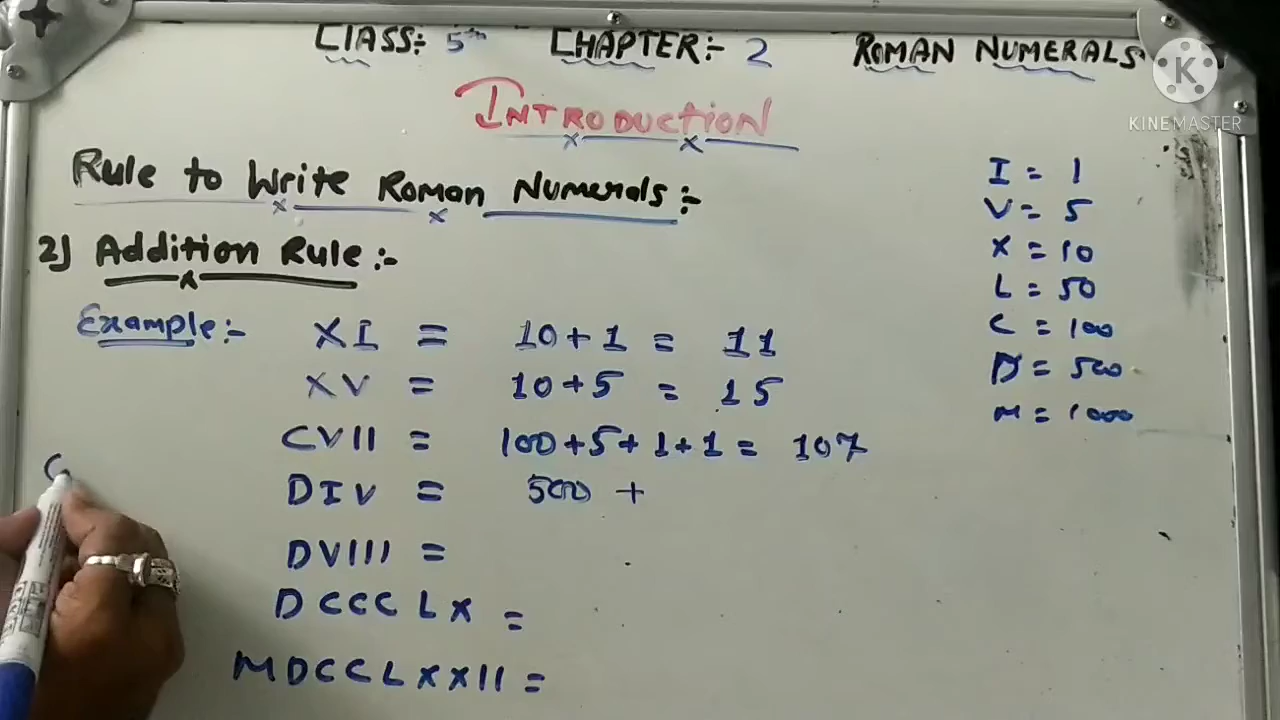 CLASS:- 5th CHAPTER:- 2 ROMAN NUMERALS
K
KINEMASTER
INTRODUCTION
Rule to Write Roman Numerals:-
2) Addition Rule:-
Example:- XI = 10+1 = 11
XV = 10+5 = 15
CVII = 100+5+1+1 = 107
DIV = 500 +
DVIII =
DCCCLX =
MDCCLXXII =
I = 1
V = 5
X = 10
L = 50
C = 100
D = 500
M = 1000